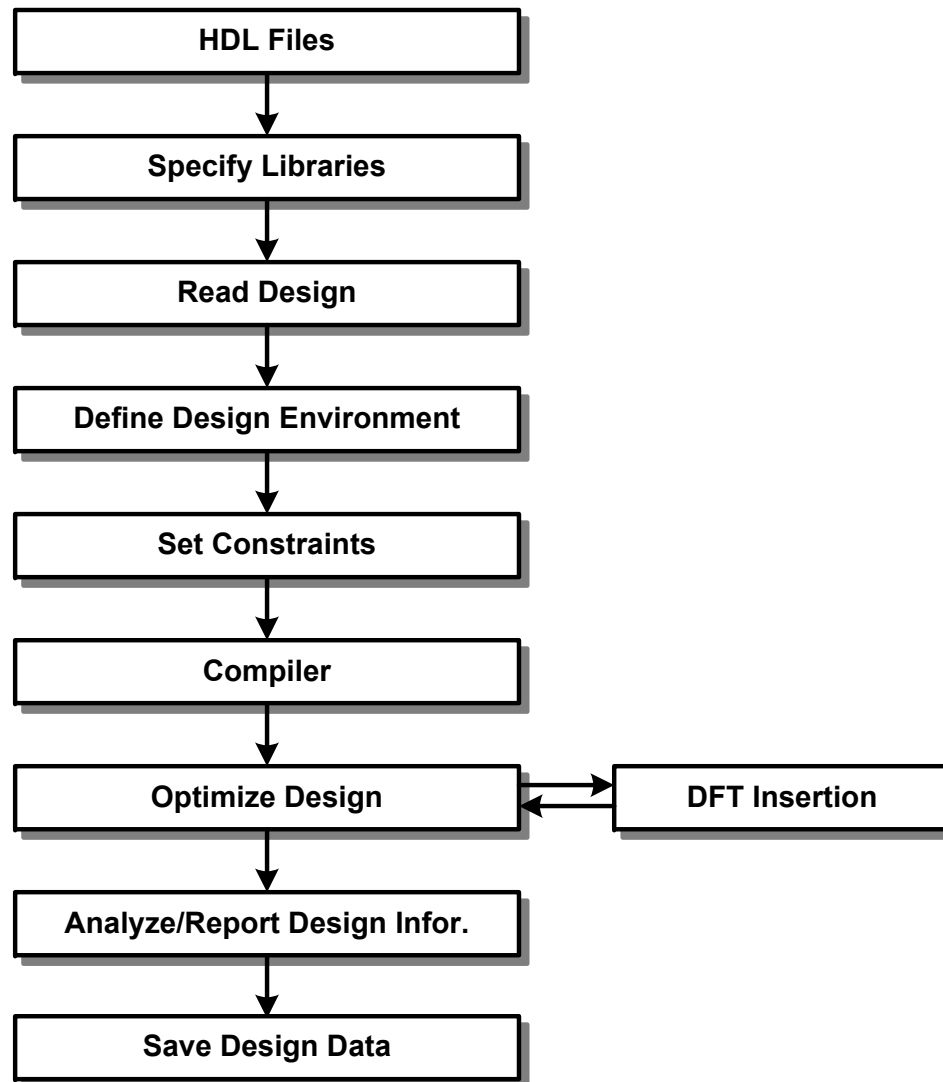 HDL Files
Specify Libraries
Read Design
Define Design Environment
Set Constraints
Compiler
Optimize Design
DFT Insertion
Analyze/Report Design Infor.
Save Design Data